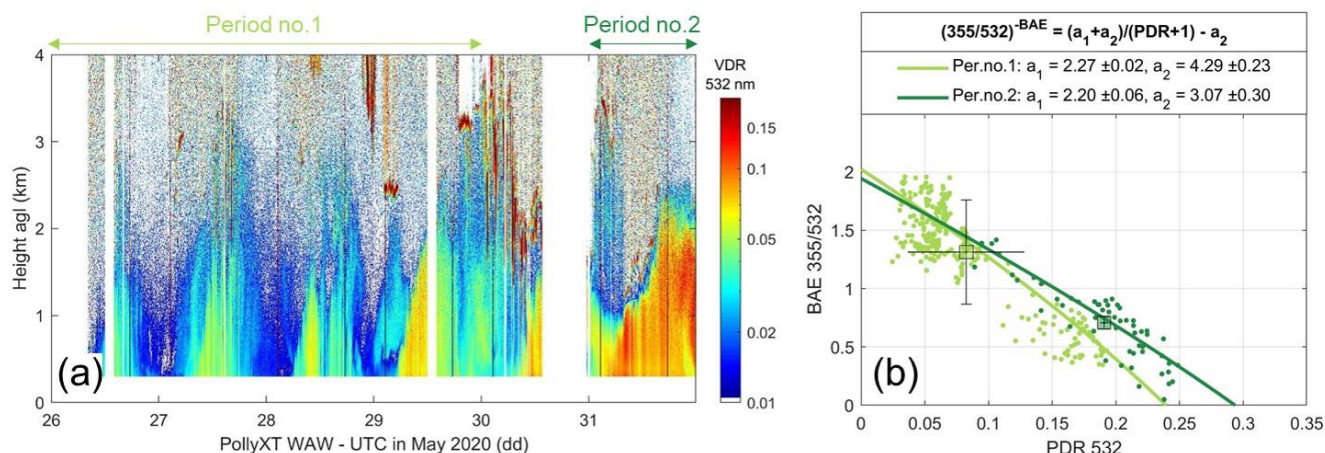 Period no.1
Period no.2
(a)
4
3
2
1
0
Height agl (km)
26
27
28
29
30
31
PollyXT WAW - UTC in May 2020 (dd)
VDR
532 nm
0.15
0.1
0.05
0.02
0.01
(b)
(355/532)^-BAE = (a₁+a₂)/(PDR+1) - a₂
Per.no.1: a₁ = 2.27 ±0.02, a₂ = 4.29 ±0.23
Per.no.2: a₁ = 2.20 ±0.06, a₂ = 3.07 ±0.30
2
1.5
1
0.5
0
BAE 355/532
0
0.05
0.1
0.15
0.2
0.25
0.3
0.35
PDR 532